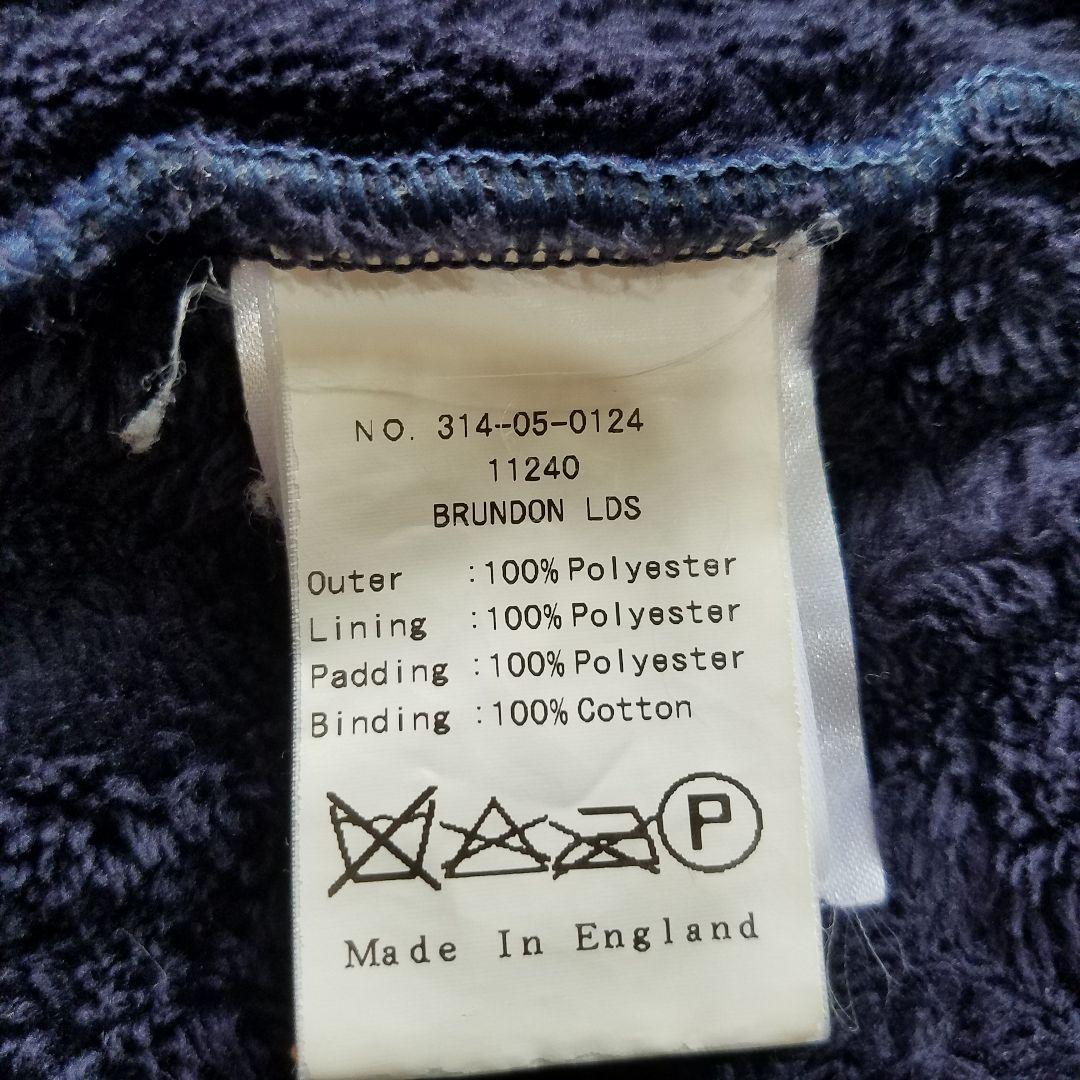 NO. 314-05-0124
11240
BRUNDON LDS
Outer :100% Polyester
Lining :100% Polyester
Padding :100% Polyester
Binding :100% Cotton
P
Made In England